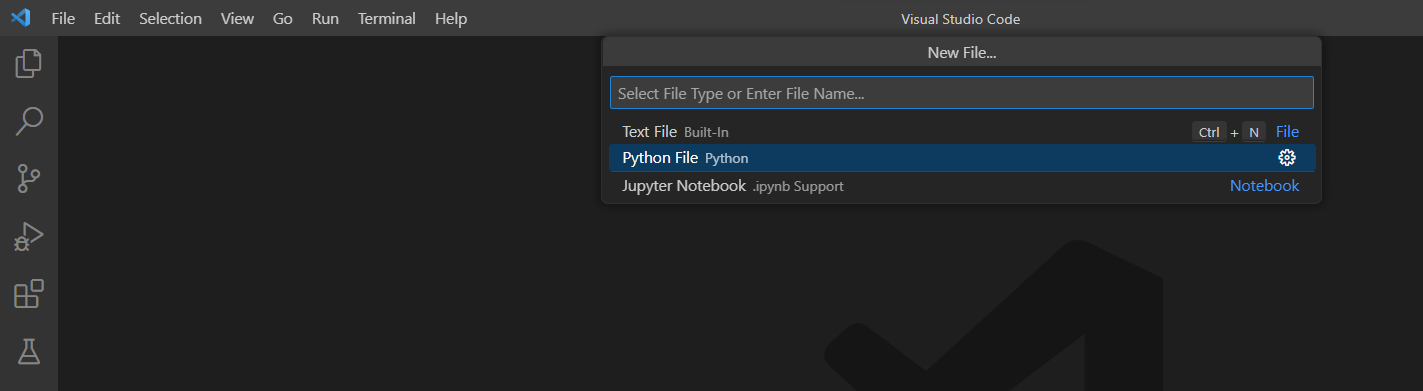 File Edit Selection View Go Run Terminal Help Visual Studio Code
New File...
Select File Type or Enter File Name...
Text File Built-In Ctrl + N File
Python File Python
Jupyter Notebook .ipynb Support Notebook